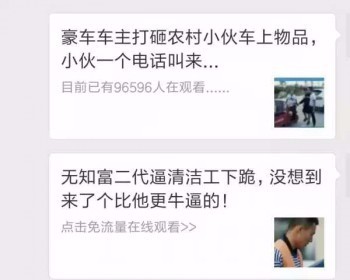 豪车车主打砸农村小伙车上物品，
小伙一个电话叫来...
目前已有96596人在观看......
无知富二代逼清洁工下跪，没想到
来了个比他更牛逼的！
点击免流量在线观看>>